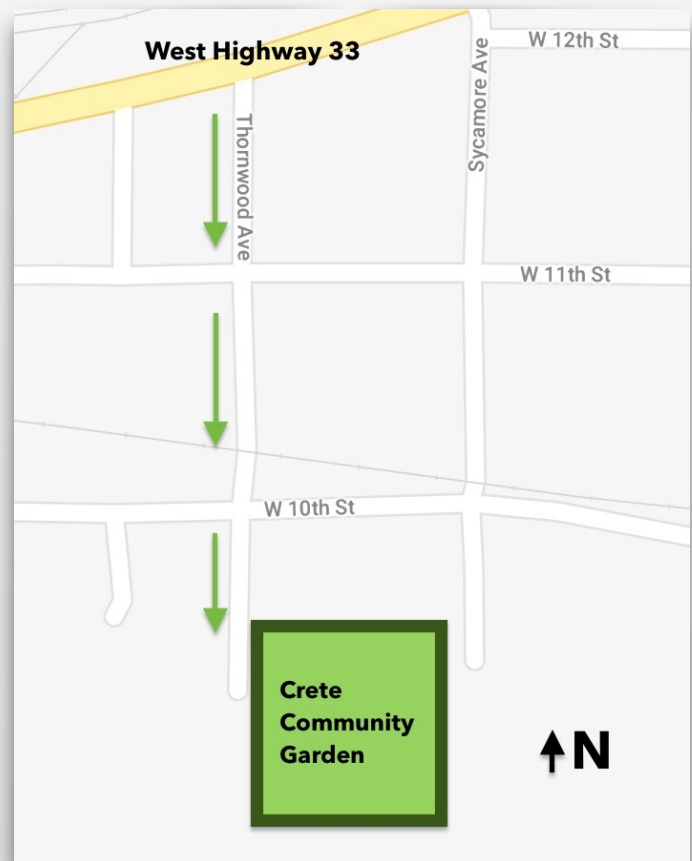 West Highway 33
W 12th St
Sycamore Ave
Thornwood Ave
W 11th St
W 10th St
Crete
Community
Garden
N